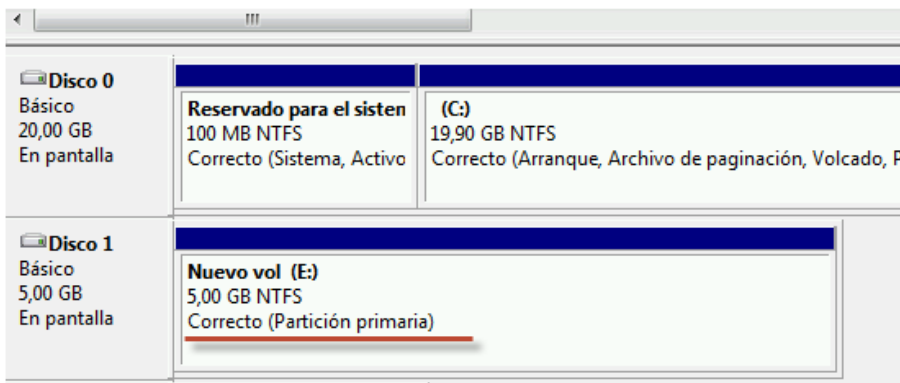 Disco 0
Básico
20,00 GB
En pantalla
Reservado para el sisten
100 MB NTFS
Correcto (Sistema, Activo
(C:)
19,90 GB NTFS
Correcto (Arranque, Archivo de paginación, Volcado, P
Disco 1
Básico
5,00 GB
En pantalla
Nuevo vol (E:)
5,00 GB NTFS
Correcto (Partición primaria)